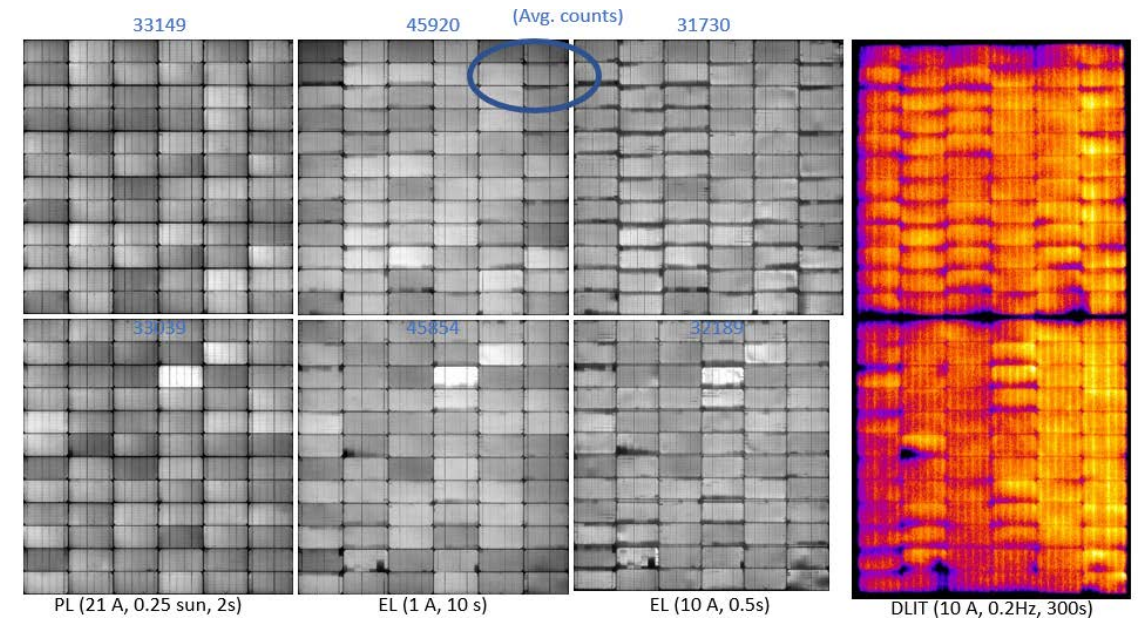 (Avg. counts)
33149
45920
31730
33039
45854
32189
PL (21 A, 0.25 sun, 2s)
EL (1 A, 10 s)
EL (10 A, 0.5s)
DLIT (10 A, 0.2Hz, 300s)